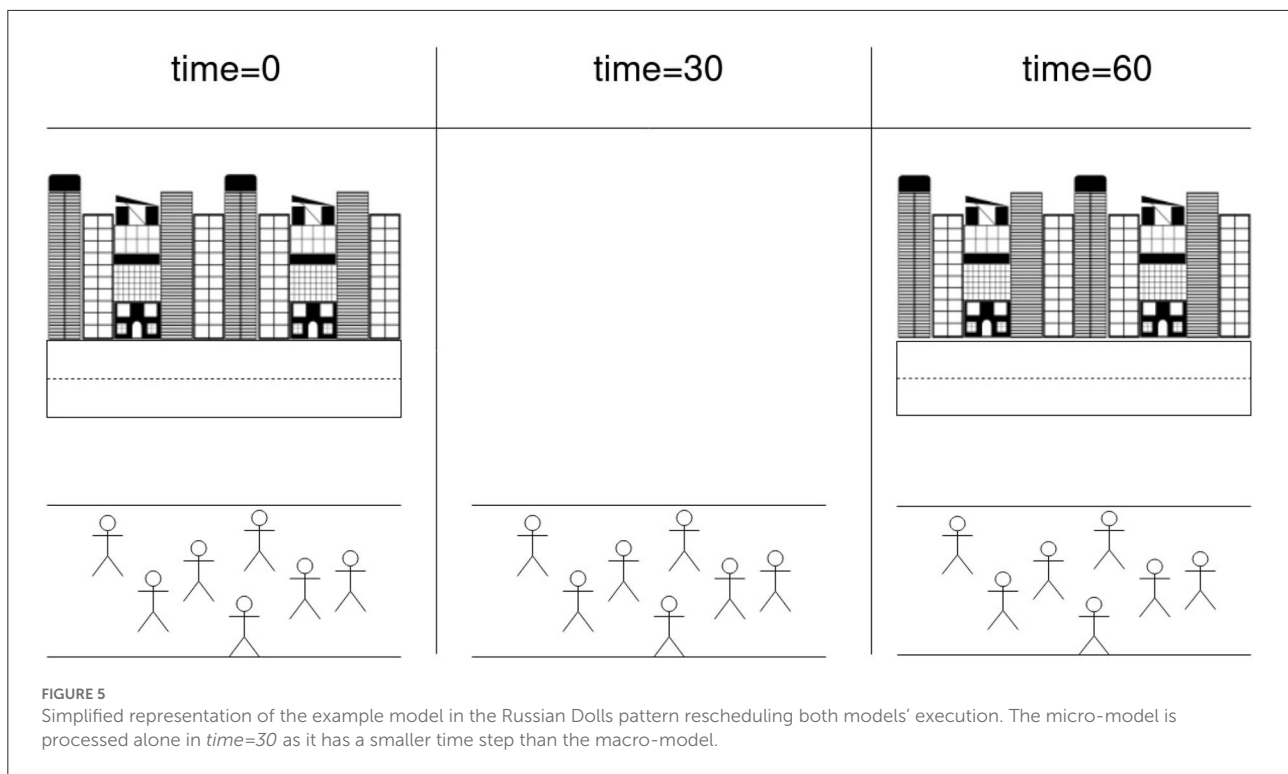 time=0
time=30
time=60
FIGURE 5
Simplified representation of the example model in the Russian Dolls pattern rescheduling both models’ execution. The micro-model is
processed alone in time=30 as it has a smaller time step than the macro-model.